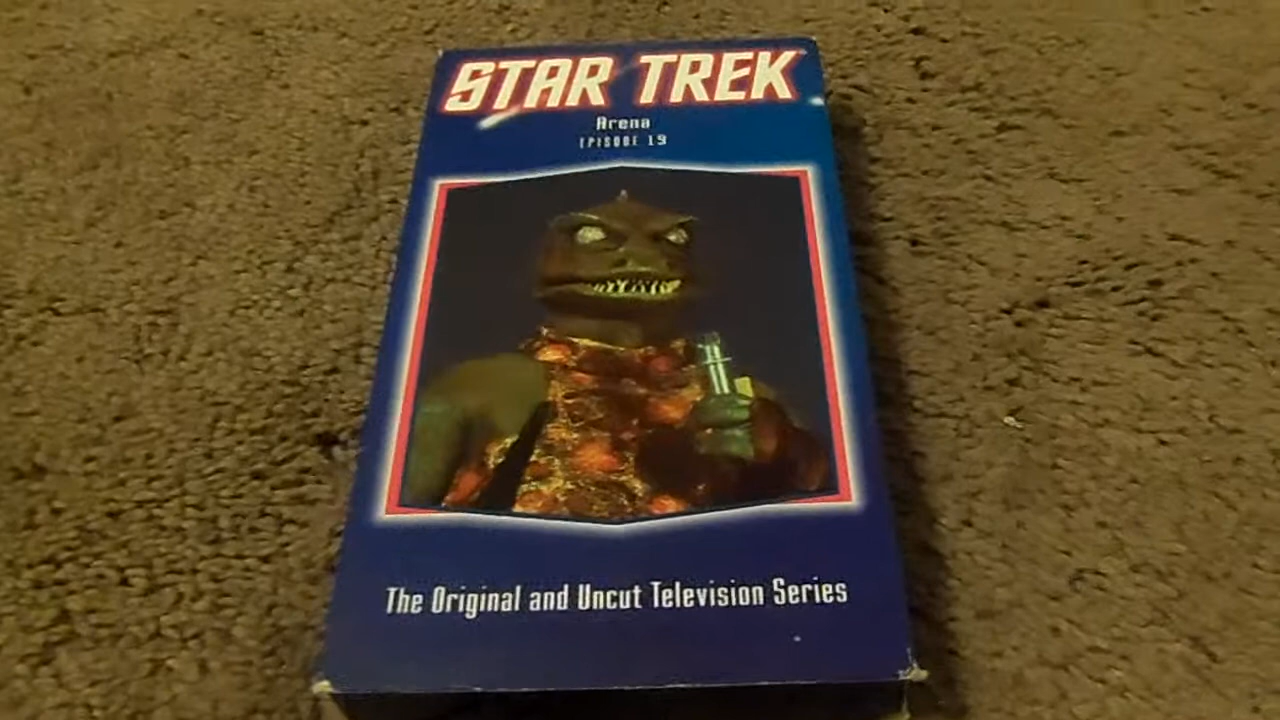 STAR TREK
Arena
EPISODE 19
The Original and Uncut Television Series